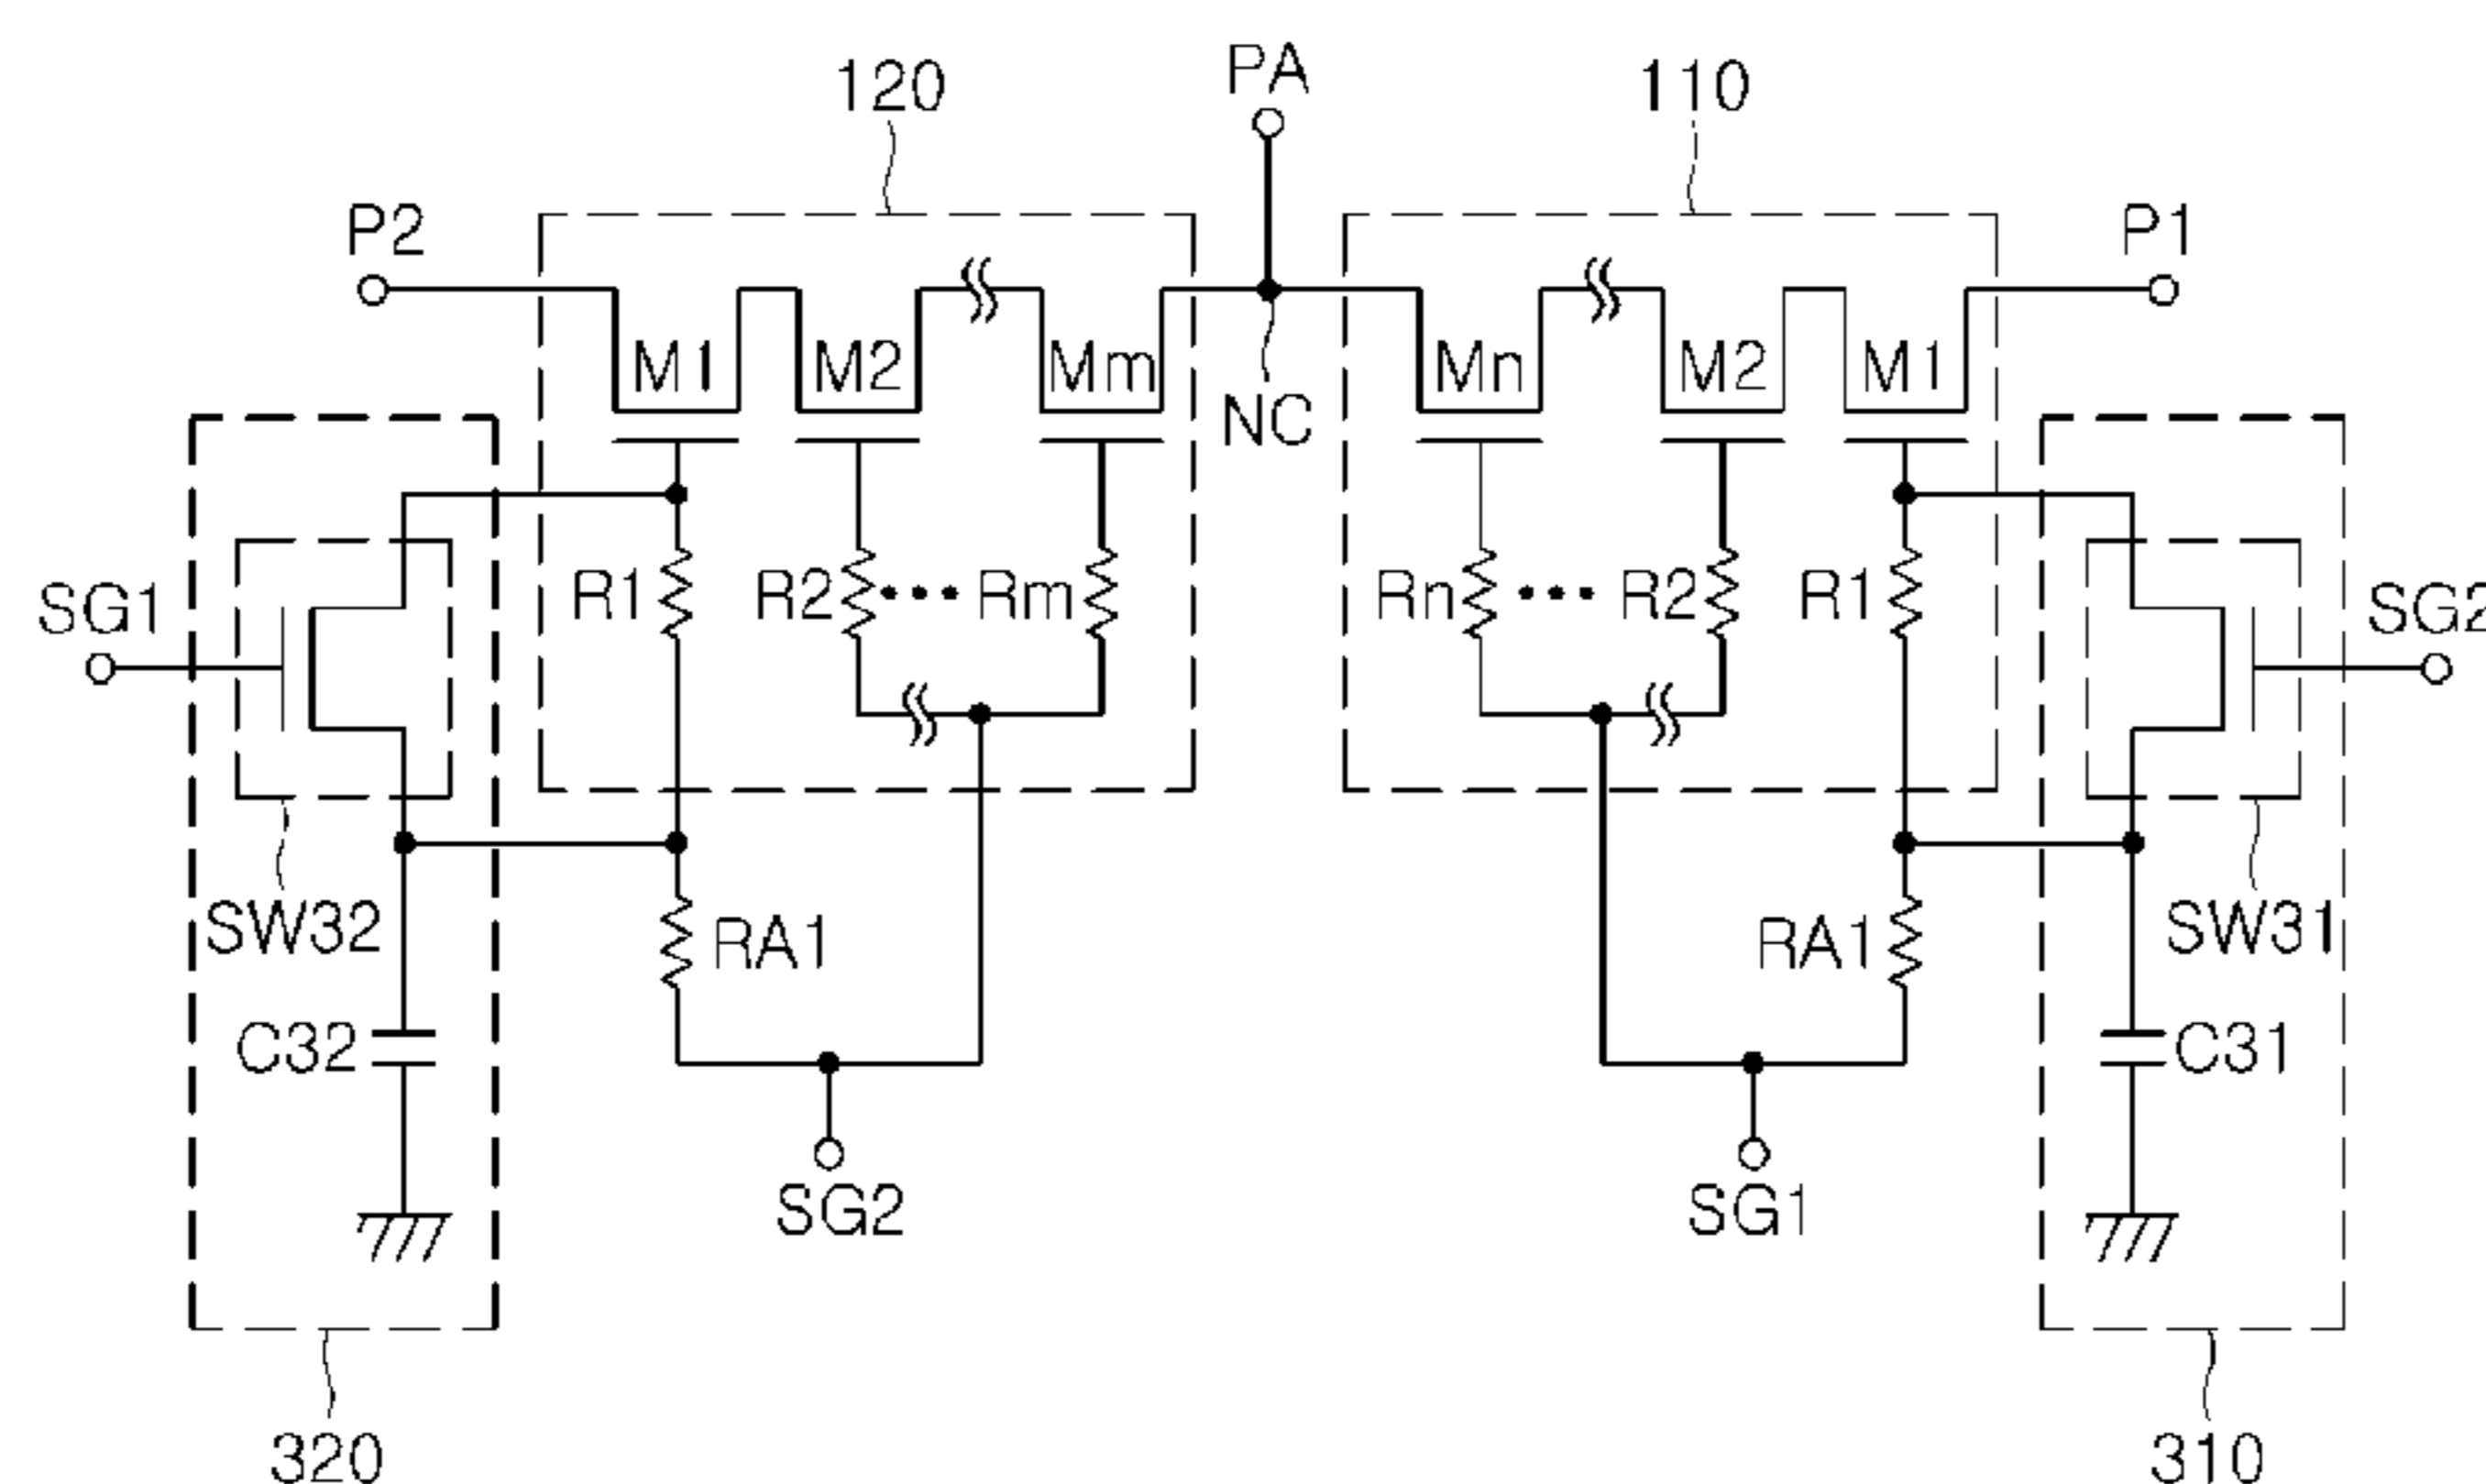 120 PA 110
P2 P1
M1 M2 Mm NC Mn M2 M1
SG1 R1 R2 Rm Rn R2 R1 SG2
SW32 RA1 RA1 SW31
C32 C31
SG2 SG1
320 310